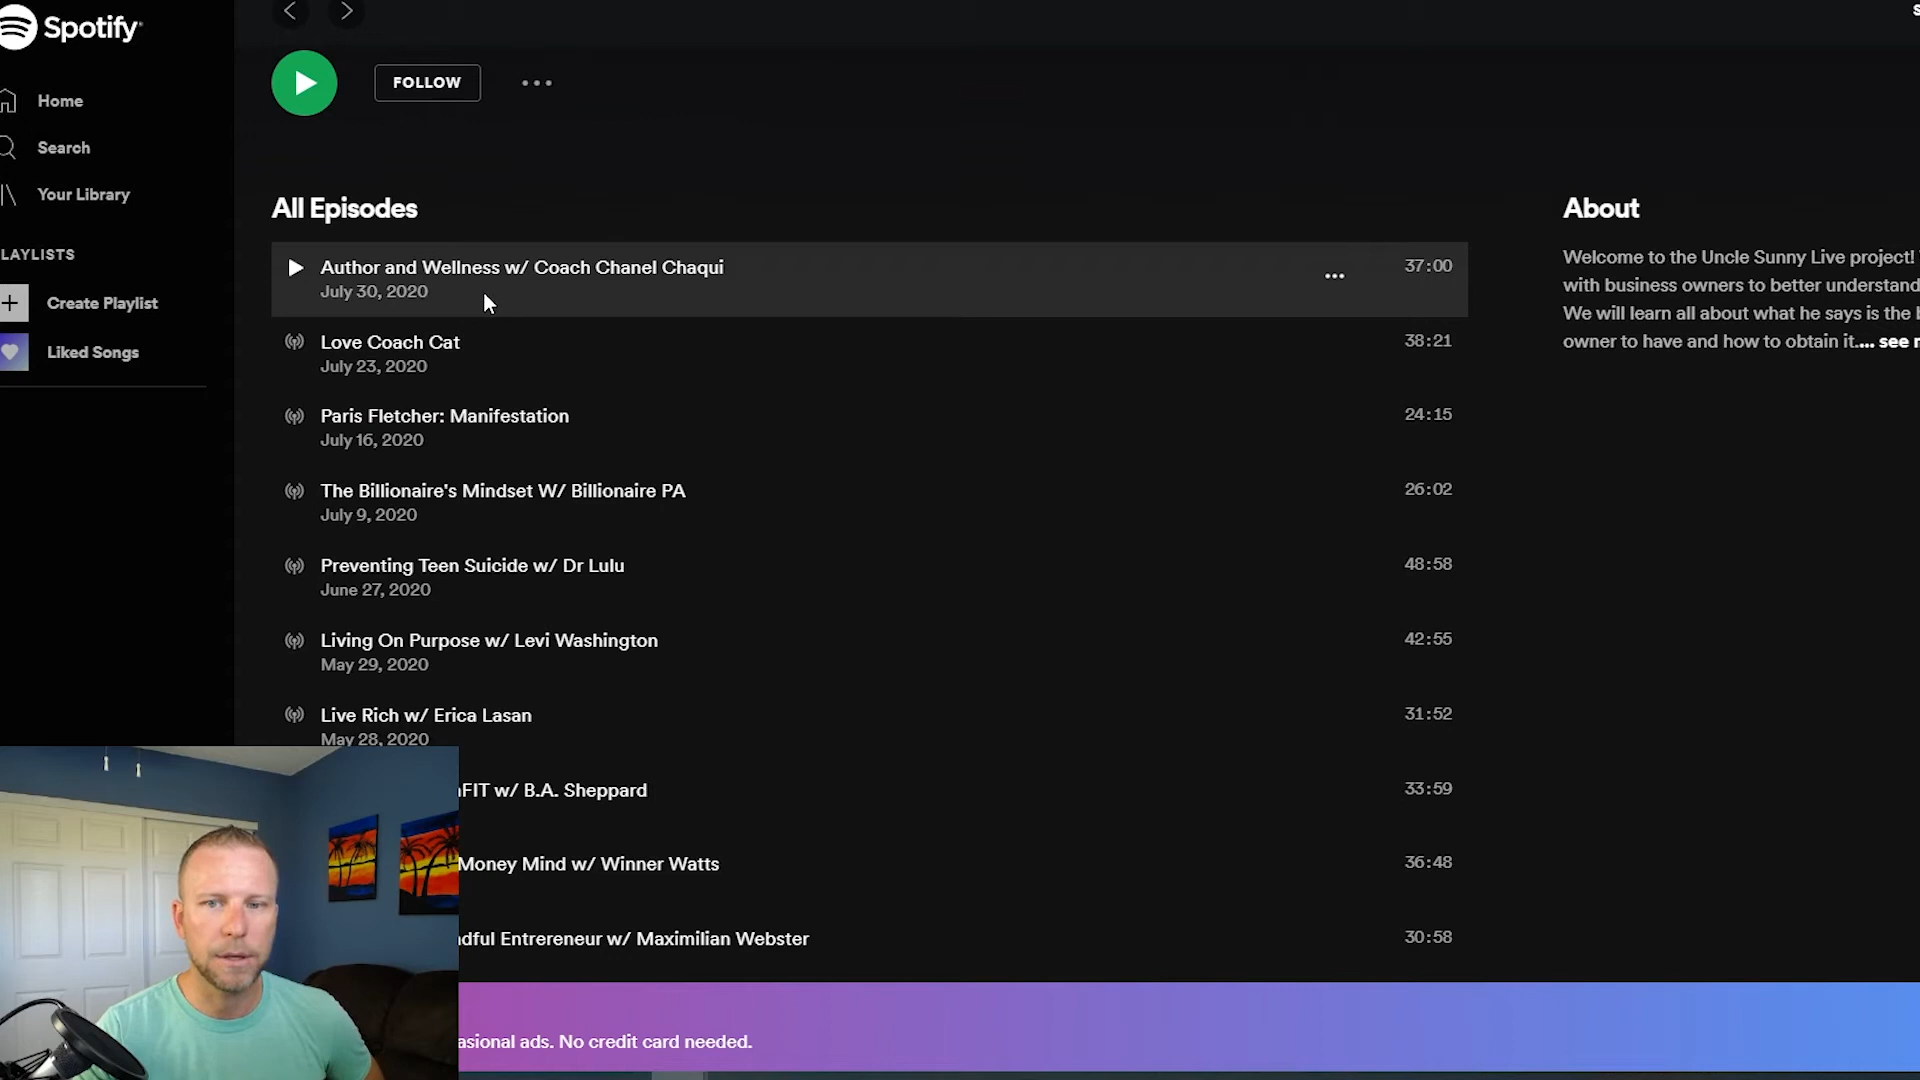 Spotify
FOLLOW
Home
Search
Your Library
LAYLISTS
Create Playlist
Liked Songs
All Episodes
Author and Wellness w/ Coach Chanel Chaqui
July 30, 2020
37:00
Love Coach Cat
July 23, 2020
38:21
Paris Fletcher: Manifestation
July 16, 2020
24:15
The Billionaire's Mindset W/ Billionaire PA
July 9, 2020
26:02
Preventing Teen Suicide w/ Dr Lulu
June 27, 2020
48:58
Living On Purpose w/ Levi Washington
May 29, 2020
42:55
Live Rich w/ Erica Lasan
May 28, 2020
31:52
FIT w/ B.A. Sheppard
33:59
Money Mind w/ Winner Watts
36:48
dful Entrereneur w/ Maximilian Webster
30:58
About
Welcome to the Uncle Sunny Live project!
with business owners to better understand
We will learn all about what he says is the b
owner to have and how to obtain it.... see
asional ads. No credit card needed.